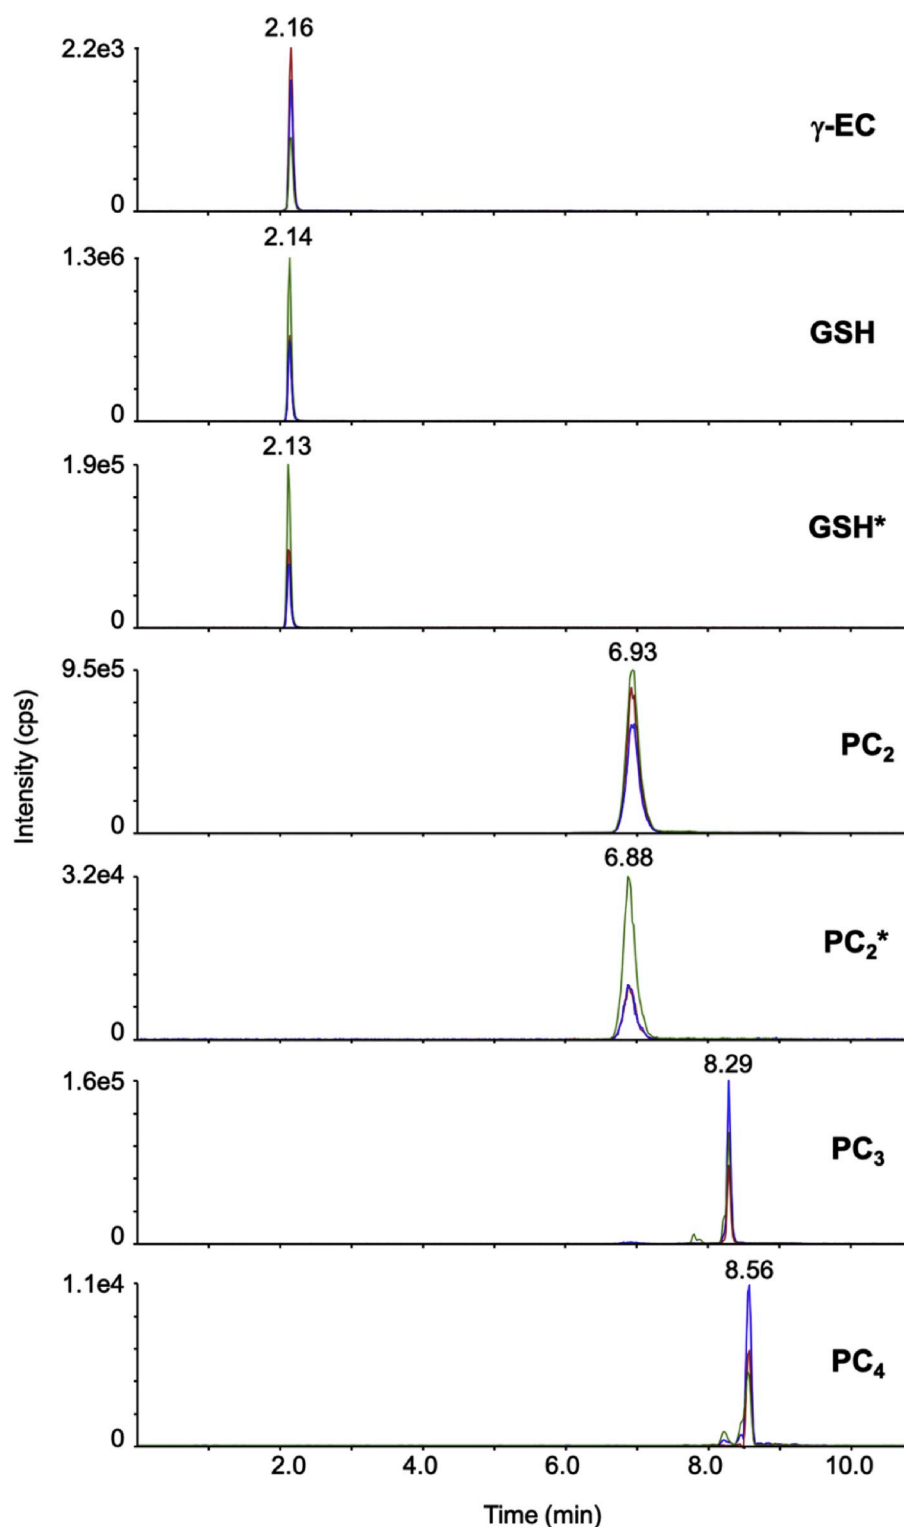 2.16
2.2e3
γ-EC
0
2.14
1.3e6
GSH
0
2.13
1.9e5
GSH*
0
6.93
9.5e5
PC₂
0
6.88
3.2e4
PC₂*
0
8.29
1.6e5
PC₃
0
8.56
1.1e4
PC₄
0
2.0 4.0 6.0 8.0 10.0
Time (min)
Intensity (cps)